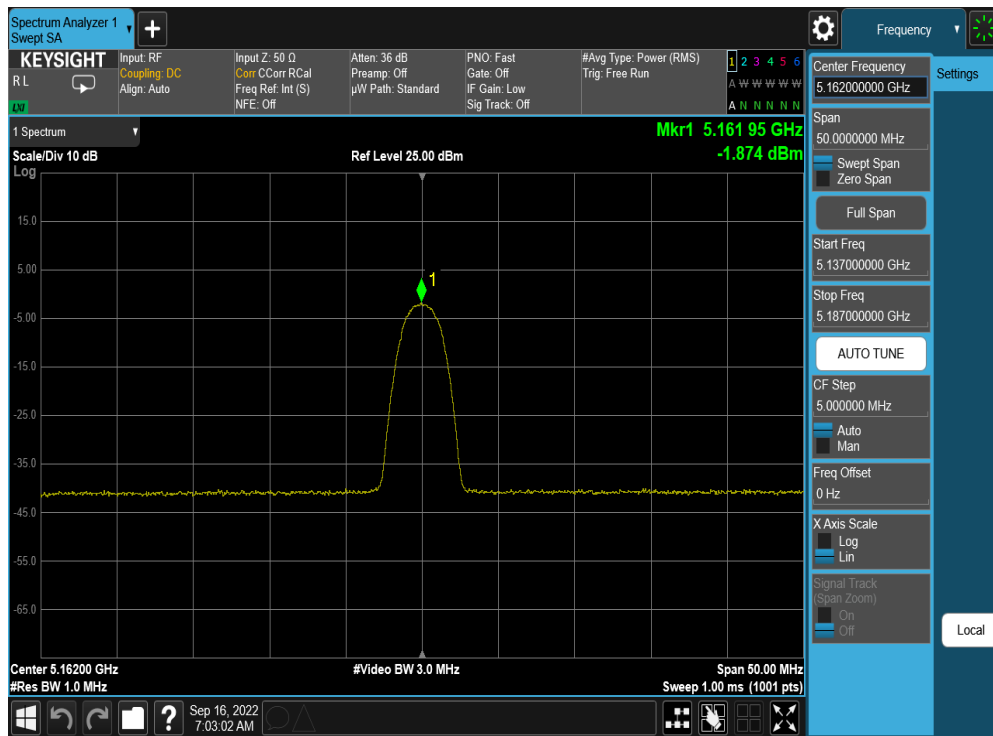 Spectrum Analyzer 1
Swept SA
Frequency
KEYSIGHT
R L
LNI
Input: RF
Coupling: DC
Align: Auto
Input Z: 50 Ω
Corr CCorr RCal
Freq Ref: Int (S)
NFE: Off
Atten: 36 dB
Preamp: Off
µW Path: Standard
PNO: Fast
Gate: Off
IF Gain: Low
Sig Track: Off
#Avg Type: Power (RMS)
Trig: Free Run
1 2 3 4 5 6
A W W W W W
A N N N N N
1 Spectrum
Scale/Div 10 dB
Log
Ref Level 25.00 dBm
Mkr1 5.161 95 GHz
-1.874 dBm
1
15.0
5.00
-5.00
-15.0
-25.0
-35.0
-45.0
-55.0
-65.0
Center 5.16200 GHz
#Res BW 1.0 MHz
#Video BW 3.0 MHz
Span 50.00 MHz
Sweep 1.00 ms (1001 pts)
Sep 16, 2022
7:03:02 AM
?
Center Frequency
5.162000000 GHz
Settings
Span
50.0000000 MHz
Swept Span
Zero Span
Full Span
Start Freq
5.137000000 GHz
Stop Freq
5.187000000 GHz
AUTO TUNE
CF Step
5.000000 MHz
Auto
Man
Freq Offset
0 Hz
X Axis Scale
Log
Lin
Signal Track
(Span Zoom)
On
Off
Local